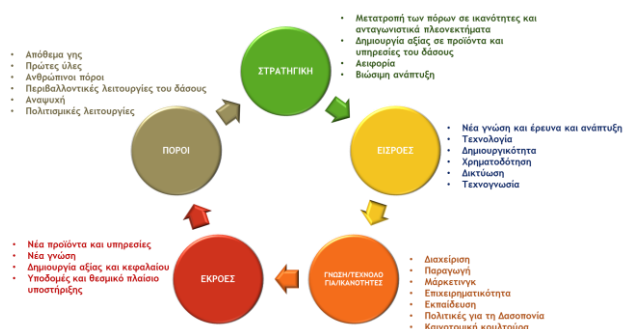 • Μετατροπή των πόρων σε ικανότητες και
ανταγωνιστικά πλεονεκτήματα
• Δημιουργία αξίας σε προϊόντα και
υπηρεσίες του δάσους
• Αειφορία
• Βιώσιμη ανάπτυξη
ΣΤΡΑΤΗΓΙΚΗ
• Απόθεμα γης
• Πρώτες ύλες
• Ανθρώπινοι πόροι
• Περιβαλλοντικές λειτουργίες του δάσους
• Αναψυχή
• Πολιτισμικές λειτουργίες
ΠΟΡΟΙ
ΕΙΣΡΟΕΣ
• Νέα γνώση και έρευνα και ανάπτυξη
• Τεχνολογία
• Δημιουργικότητα
• Χρηματοδότηση
• Δικτύωση
• Τεχνογνωσία
• Νέα προϊόντα και υπηρεσίες
• Νέα γνώση
• Δημιουργία αξίας και κεφαλαίου
• Υποδομές και θεσμικό πλαίσιο
υποστήριξης
ΕΚΡΟΕΣ
ΓΝΩΣΗ/ΤΕΧΝΟΛΟ
ΓΙΑ/ΙΚΑΝΟΤΗΤΕΣ
• Διαχείριση
• Παραγωγή
• Μάρκετινγκ
• Επιχειρηματικότητα
• Εκπαίδευση
• Πολιτικές για τη Δασοπονία
• Καινοτομική κουλτούρα